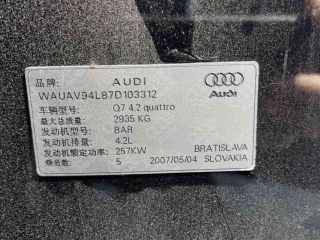 品牌: AUDI
WAUAV94L87D103312
车辆型号: Q7 4.2 quattro
最大总质量: 2935 KG
发动机型号: BAR
发动机排量: 4.2L
发动机额定功率: 257KW BRATISLAVA
乘员数: 5 2007/05/04 SLOVAKIA
Audi